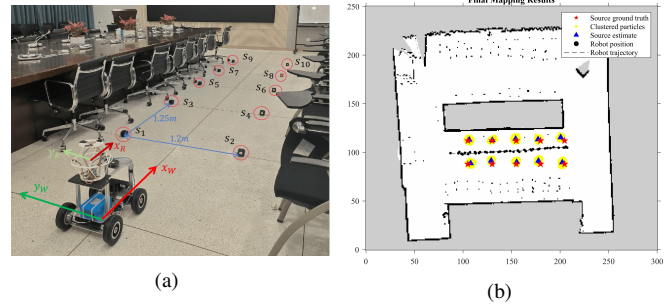 S10
S9
S8
S7
S6
S5
S3
S4
1.25m
S1
1.2m
S2
xR
xW
yW
(a)
Final Mapping Results
Source ground truth
Clustered particles
Source estimate
Robot position
Robot trajectory
300
250
200
150
100
50
0
0 50 100 150 200 250 300
(b)